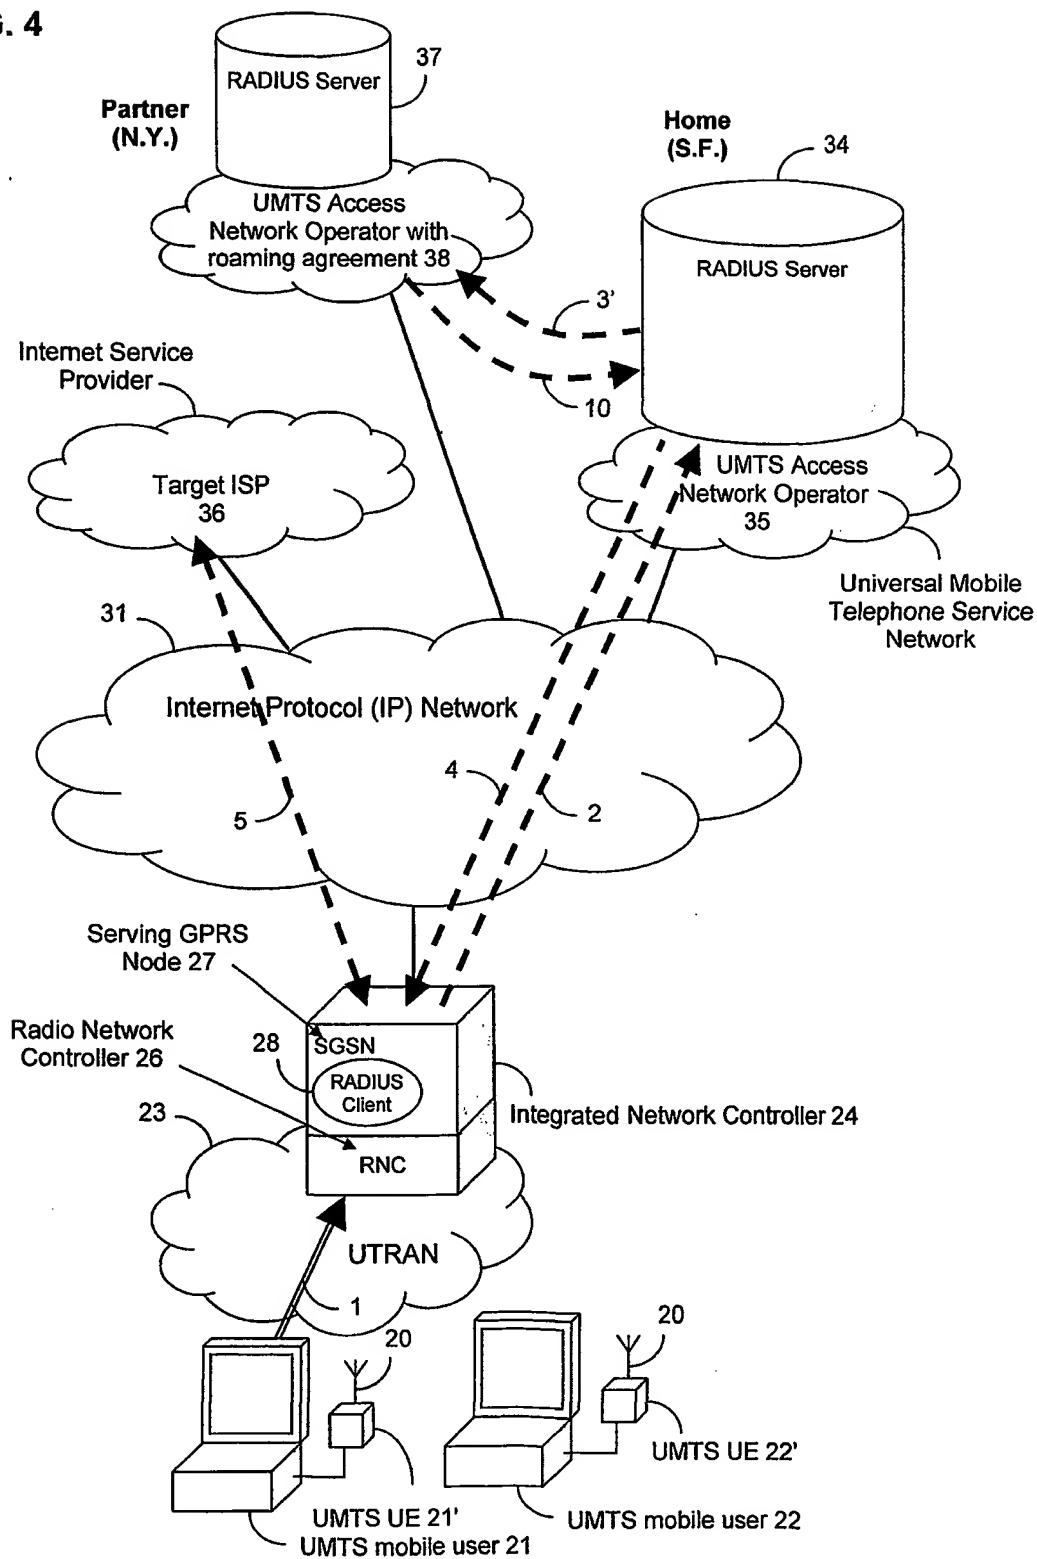 . 4
RADIUS Server
37
Partner
(N.Y.)
Home
(S.F.)
34
UMTS Access
Network Operator with
roaming agreement 38
RADIUS Server
3'
10
Internet Service
Provider
Target ISP
36
UMTS Access
Network Operator
35
Universal Mobile
Telephone Service
Network
31
Internet Protocol (IP) Network
4
5
2
Serving GPRS
Node 27
Radio Network
Controller 26
28
SGSN
RADIUS
Client
23
Integrated Network Controller 24
RNC
UTRAN
1
20
20
UMTS UE 22'
UMTS UE 21'
UMTS mobile user 22
UMTS mobile user 21